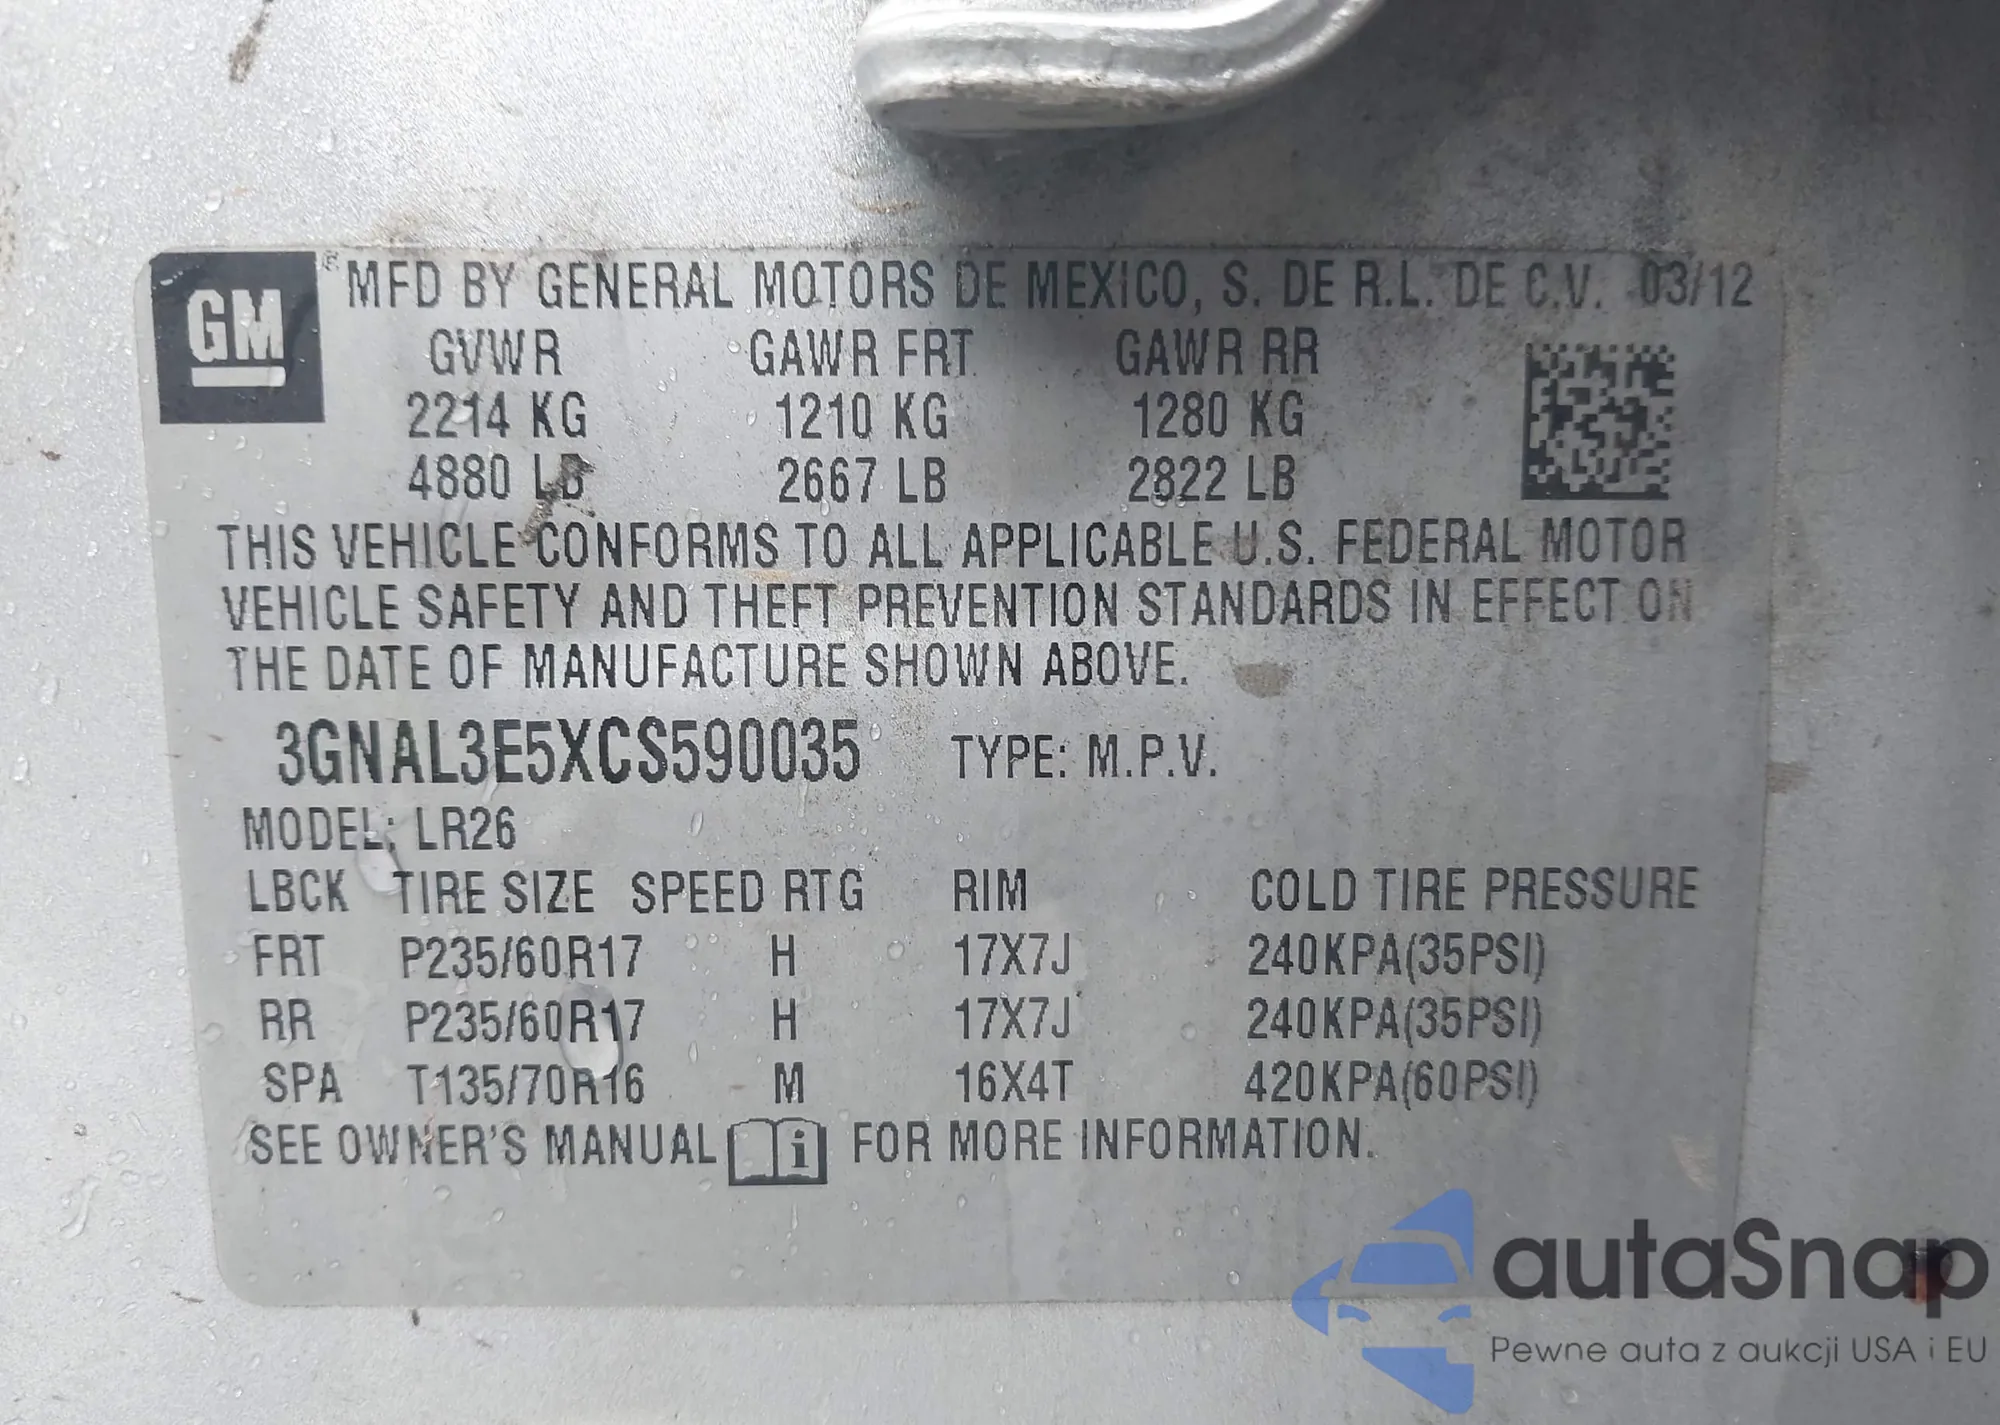 GM ® MFD BY GENERAL MOTORS DE MEXICO, S. DE R.L. DE C.V. 03/12
GVWR GAWR FRT GAWR RR
2214 KG 1210 KG 1280 KG
4880 LB 2667 LB 2822 LB
THIS VEHICLE CONFORMS TO ALL APPLICABLE U.S. FEDERAL MOTOR
VEHICLE SAFETY AND THEFT PREVENTION STANDARDS IN EFFECT ON
THE DATE OF MANUFACTURE SHOWN ABOVE.
3GNAL3E5XCS590035 TYPE: M.P.V.
MODEL: LR26
LBCK TIRE SIZE SPEED RTG RIM COLD TIRE PRESSURE
FRT P235/60R17 H 17X7J 240KPA(35PSI)
RR P235/60R17 H 17X7J 240KPA(35PSI)
SPA T135/70R16 M 16X4T 420KPA(60PSI)
SEE OWNER'S MANUAL i FOR MORE INFORMATION.
autaSnap
Pewne auta z aukcji USA i EU